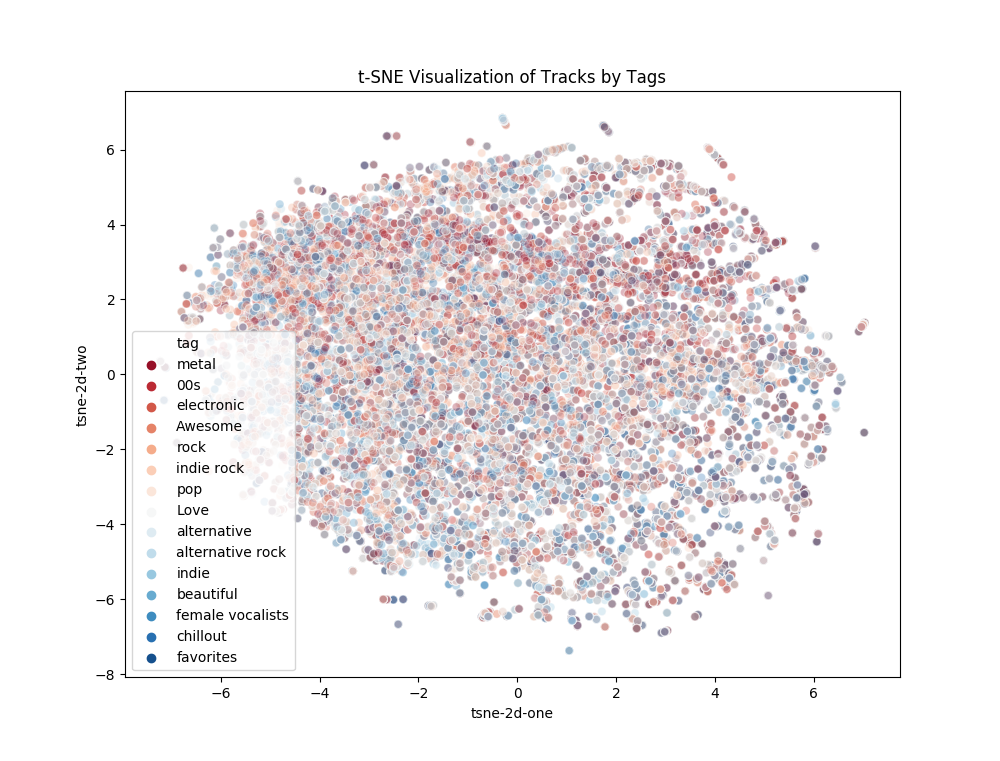 t-SNE Visualization of Tracks by Tags
tsne-2d-two
6
4
2
0
−2
−4
−6
−8
tag
metal
00s
electronic
Awesome
rock
indie rock
pop
Love
alternative
alternative rock
indie
beautiful
female vocalists
chillout
favorites
−6 −4 −2 0 2 4 6
tsne-2d-one